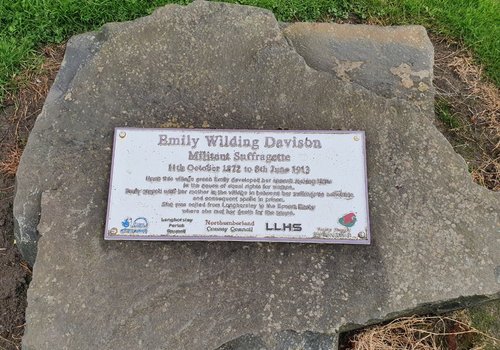 Emily Wilding Davison
Militant Suffragette
11th October 1872 to 8th June 1913
Upon this village green Emily developed her speech making skills
in the cause of equal rights for women.
Emily stayed with her mother in the village in between her militant
and consequent spells in prison.
She was exiled from Longhorsley to the Epsom Derby
where she met her death for the cause.
Longhorsley
Parish
Council
Northumberland
County Council
LLHS